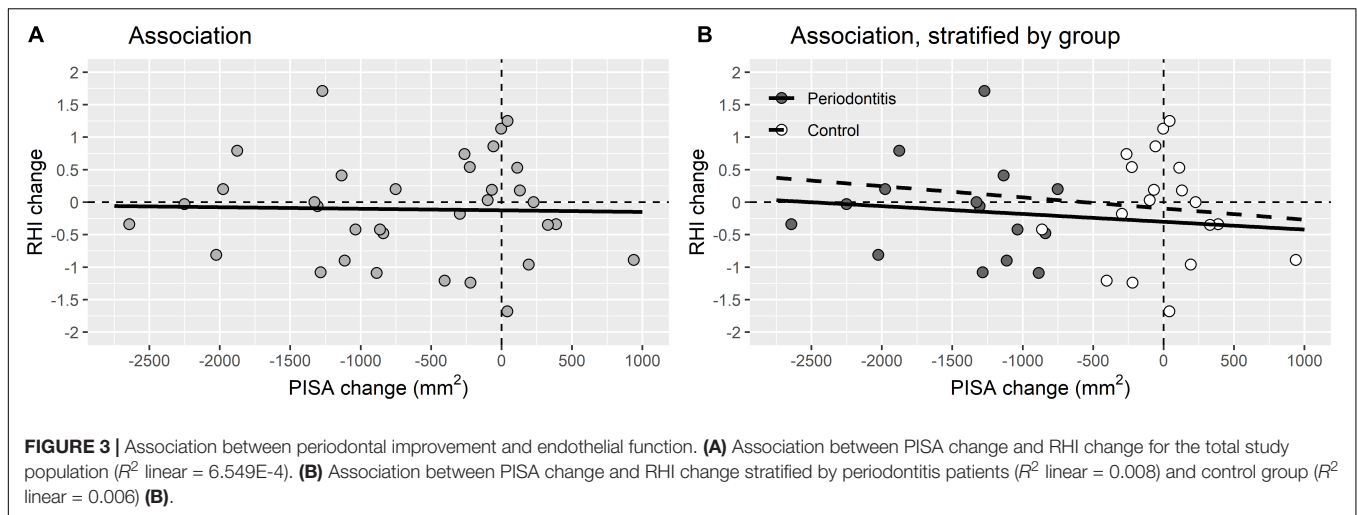 A Association
2
1.5
1
0.5
0
-0.5
-1
-1.5
-2
RHI change
-2500 -2000 -1500 -1000 -500 0 500 1000
PISA change (mm²)
B Association, stratified by group
2
1.5
1
0.5
0
-0.5
-1
-1.5
-2
RHI change
Periodontitis
Control
-2500 -2000 -1500 -1000 -500 0 500 1000
PISA change (mm²)
FIGURE 3 | Association between periodontal improvement and endothelial function. (A) Association between PISA change and RHI change for the total study
population (R² linear = 6.549E-4). (B) Association between PISA change and RHI change stratified by periodontitis patients (R² linear = 0.008) and control group (R²
linear = 0.006) (B).